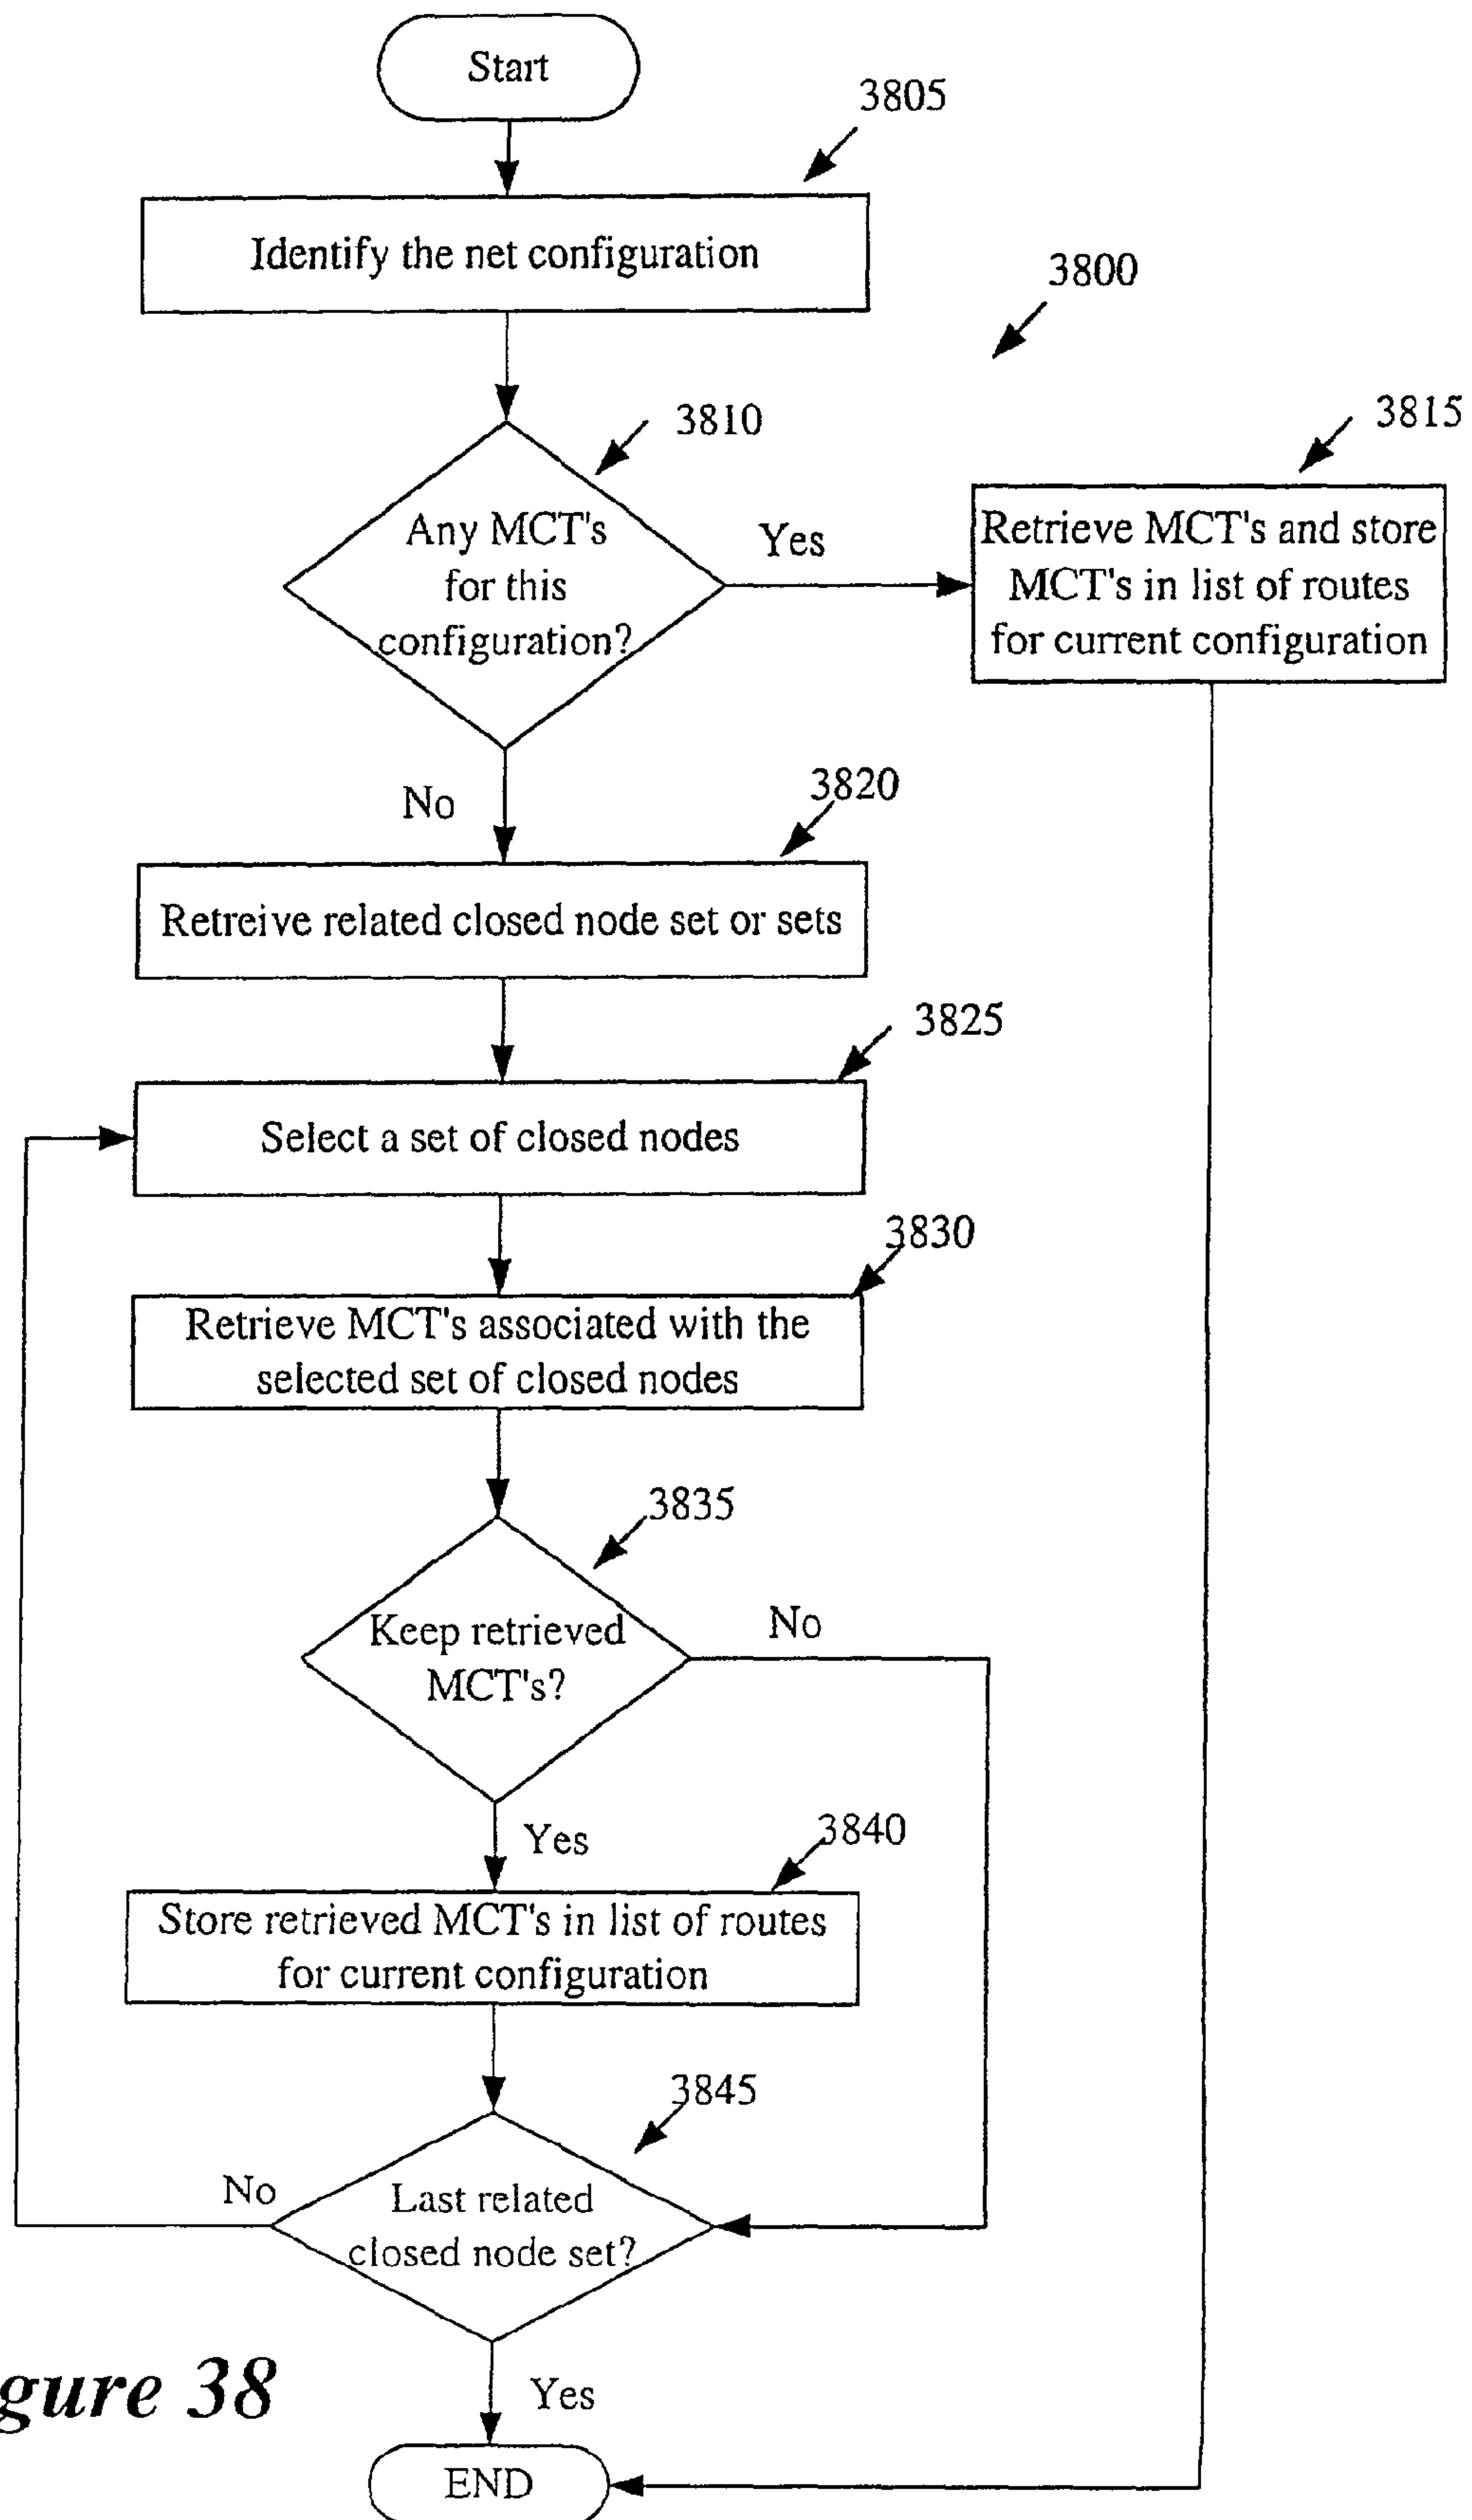 Start
3805
Identify the net configuration
3800
3810
3815
Any MCT's
for this
configuration?
Yes
Retrieve MCT's and store
MCT's in list of routes
for current configuration
No
3820
Retreive related closed node set or sets
3825
Select a set of closed nodes
3830
Retrieve MCT's associated with the
selected set of closed nodes
3835
Keep retrieved
MCT's?
No
Yes
3840
Store retrieved MCT's in list of routes
for current configuration
3845
No
Last related
closed node set?
gure 38
Yes
END